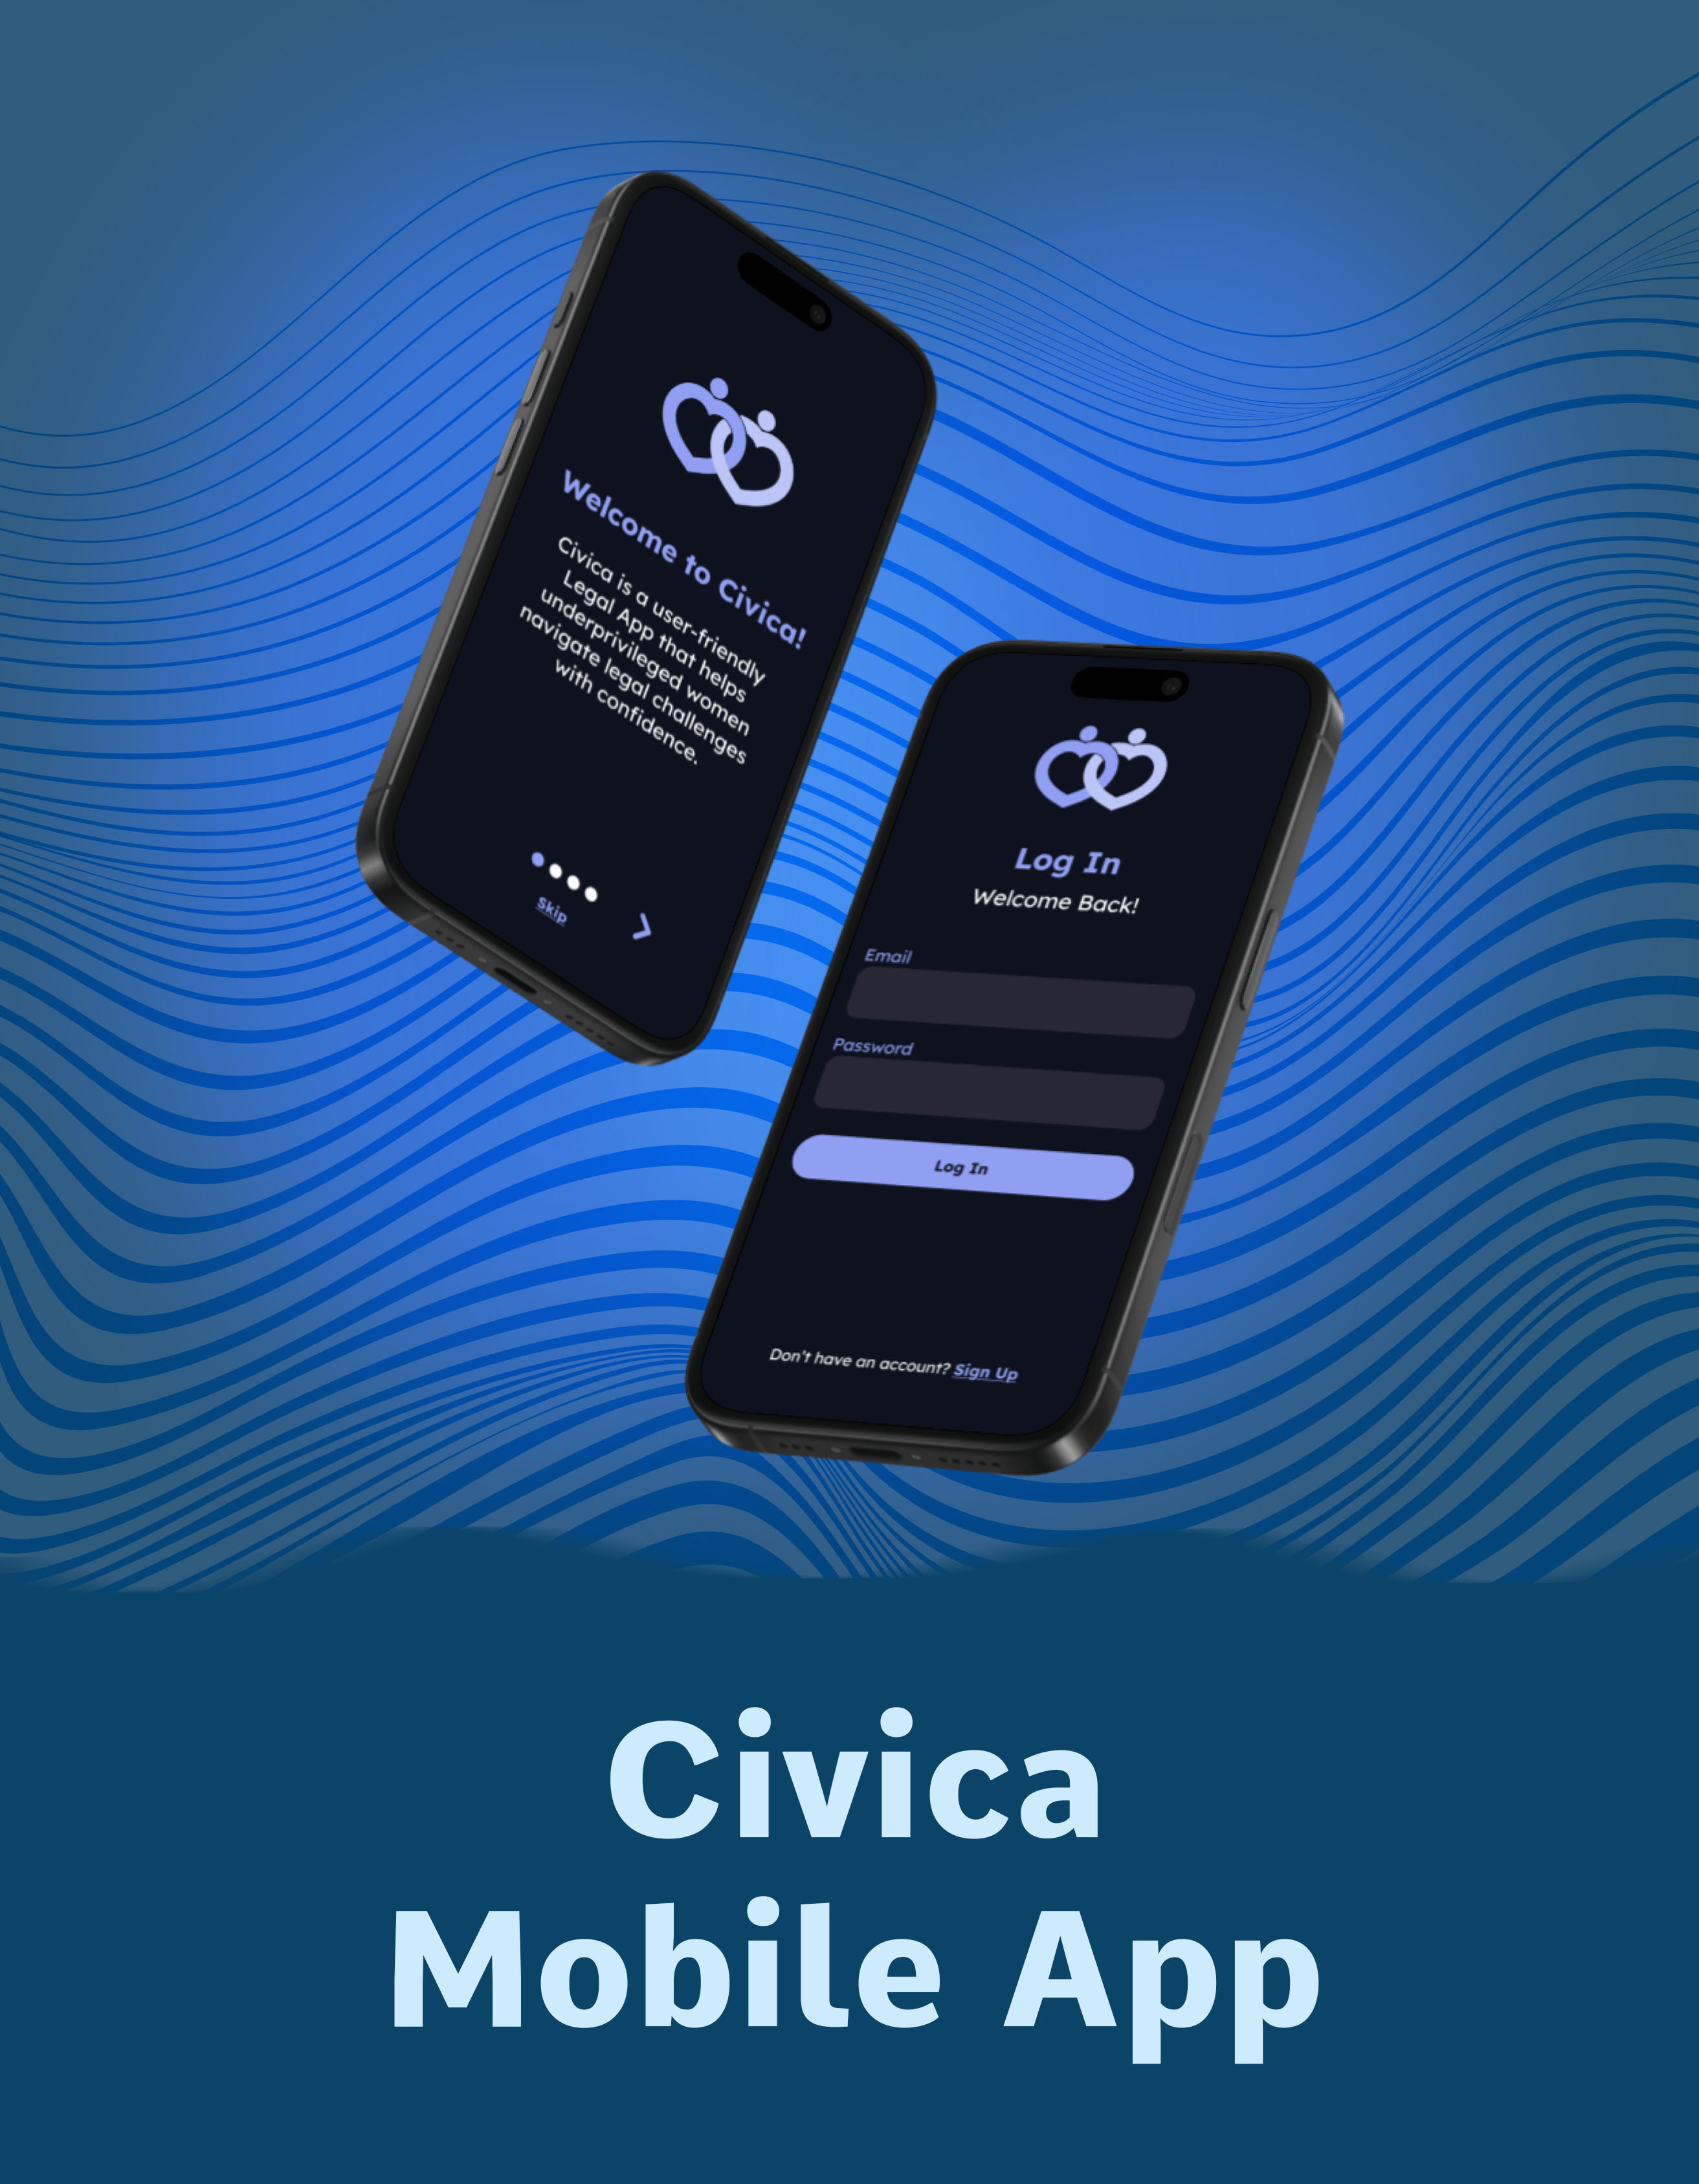 Welcome to Civica!
Civica is a user-friendly
Legal App that helps
underprivileged women
navigate legal challenges
with confidence.
Skip
Log In
Welcome Back!
Email
Password
Log In
Don't have an account? Sign Up
Civica
Mobile App